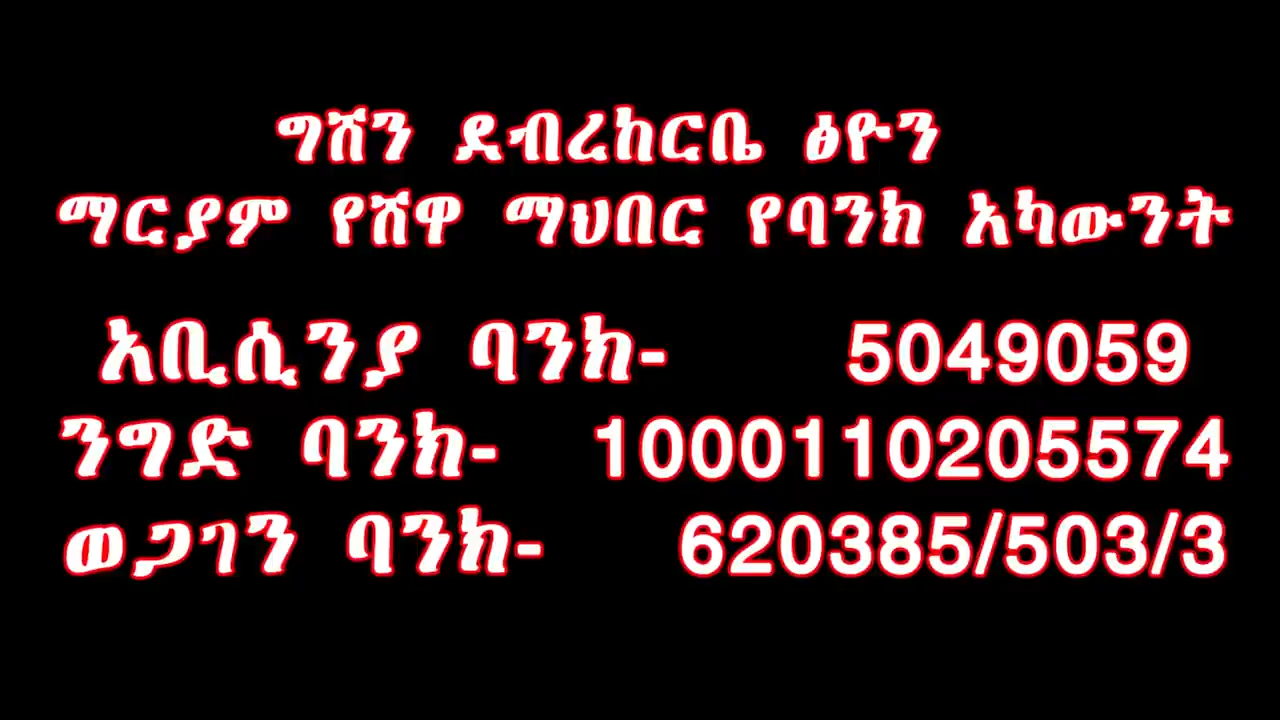 ግሸን ደብረከርቤ ፅዮን
ማርያም የሸዋ ማህበር የባንክ አካውንት
አቢሲንያ ባንክ- 5049059
ንግድ ባንክ- 1000110205574
ወጋገን ባንክ- 620385/503/3